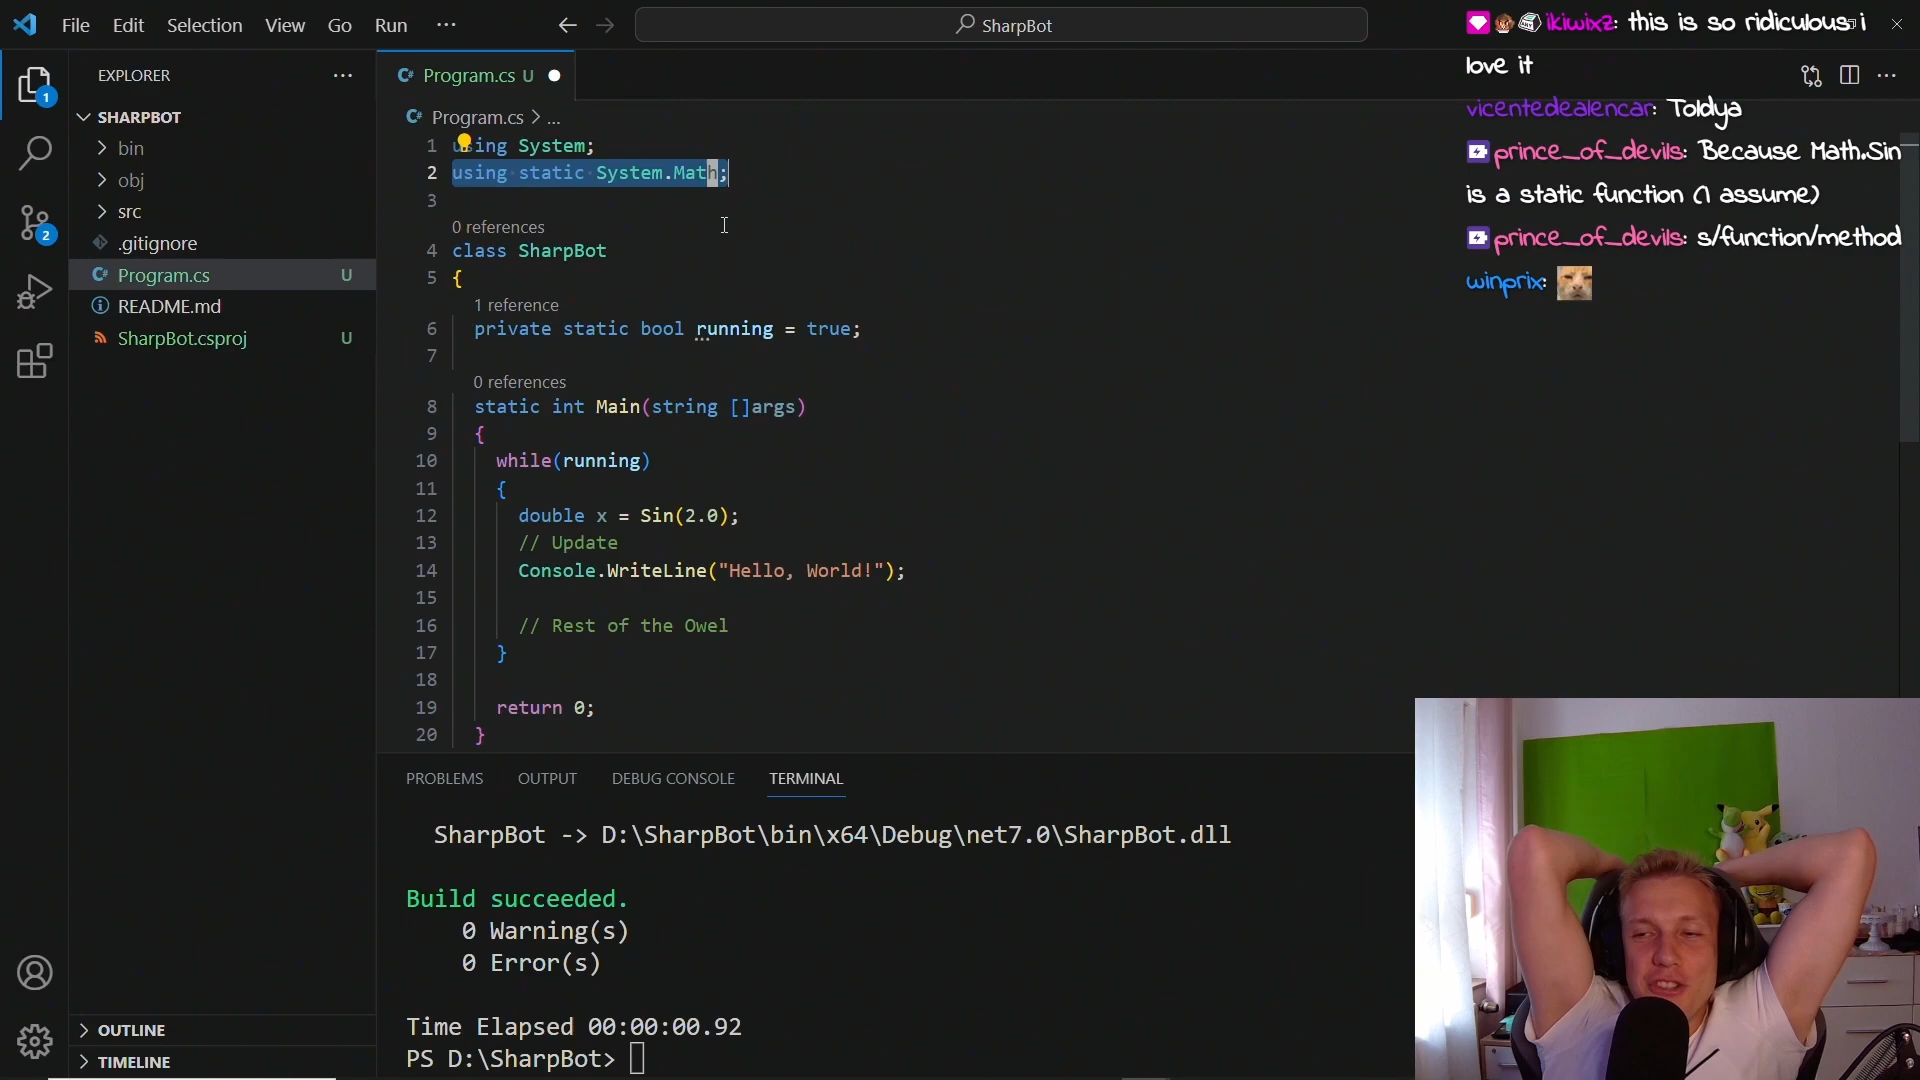 File Edit Selection View Go Run ...
SharpBot
EXPLORER
SHARPBOT
bin
obj
src
.gitignore
Program.cs U
README.md
SharpBot.csproj U
OUTLINE
TIMELINE
1
2
Program.cs U
Program.cs > ...
1 using System;
2 using static System.Math;
3
0 references
4 class SharpBot
5 {
1 reference
6 private static bool running = true;
7
0 references
8 static int Main(string []args)
9 {
10 while(running)
11 {
12 double x = Sin(2.0);
13 // Update
14 Console.WriteLine("Hello, World!");
15
16 // Rest of the Owel
17 }
18
19 return 0;
20 }
PROBLEMS OUTPUT DEBUG CONSOLE TERMINAL
SharpBot -> D:\SharpBot\bin\x64\Debug\net7.0\SharpBot.dll
Build succeeded.
0 Warning(s)
0 Error(s)
Time Elapsed 00:00:00.92
PS D:\SharpBot>
ikiwixz: this is so ridiculous i
love it
vicentedealencar: Toldya
prince_of_devils: Because Math.Sin
is a static function (I assume)
prince_of_devils: s/function/method
winprix: